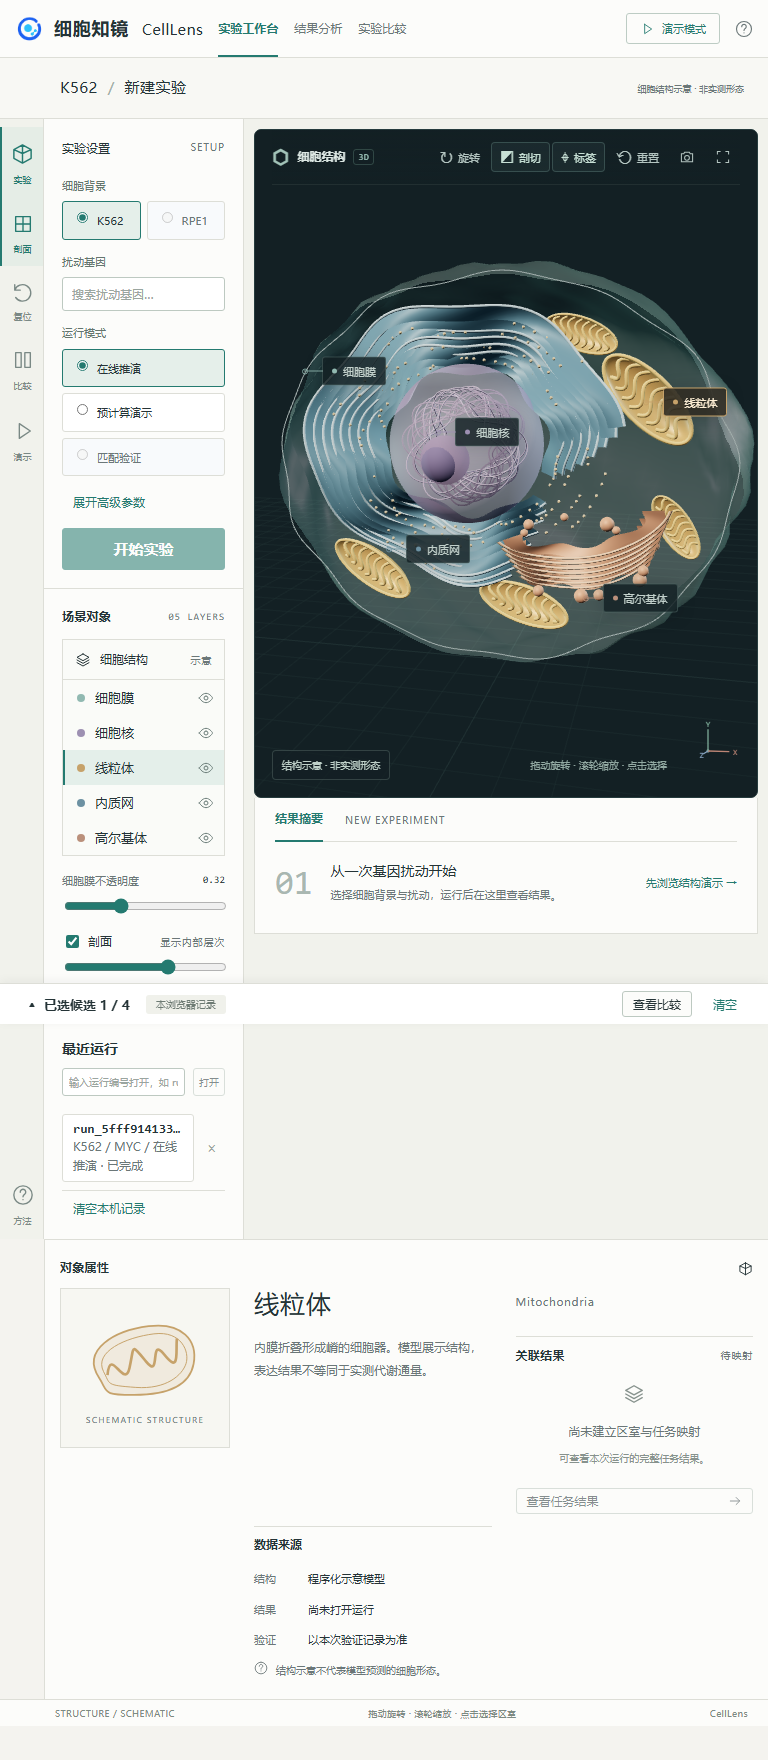 细胞知镜 CellLens 实验工作台 结果分析 实验比较 演示模式
K562 / 新建实验
细胞结构示意 · 非实测形态
实验
剖面
复位
比较
演示
方法
实验设置 SETUP
细胞背景
K562 RPE1
扰动基因
搜索扰动基因...
运行模式
在线推演
预计算演示
匹配验证
展开高级参数
开始实验
场景对象 05 LAYERS
细胞结构 示意
细胞膜
细胞核
线粒体
内质网
高尔基体
细胞膜不透明度 0.32
剖面 显示内部层次
细胞结构 3D 旋转 剖切 标签 重置
细胞膜
线粒体
细胞核
内质网
高尔基体
Y
X
Z
结构示意 · 非实测形态
拖动旋转 · 滚轮缩放 · 点击选择
结果摘要 NEW EXPERIMENT
01
从一次基因扰动开始
选择细胞背景与扰动，运行后在这里查看结果。
先浏览结构演示 →
已选候选 1 / 4 本浏览器记录 查看比较 清空
最近运行
输入运行编号打开，如 r 打开
run_5fff914133…
K562 / MYC / 在线
推演 · 已完成
×
清空本机记录
对象属性
SCHEMATIC STRUCTURE
线粒体
内膜折叠形成嵴的细胞器。模型展示结构，
表达结果不等同于实测代谢通量。
Mitochondria
关联结果 待映射
尚未建立区室与任务映射
可查看本次运行的完整任务结果。
查看任务结果 →
数据来源
结构 程序化示意模型
结果 尚未打开运行
验证 以本次验证记录为准
结构示意不代表模型预测的细胞形态。
STRUCTURE / SCHEMATIC
拖动旋转 · 滚轮缩放 · 点击选择区室
CellLens